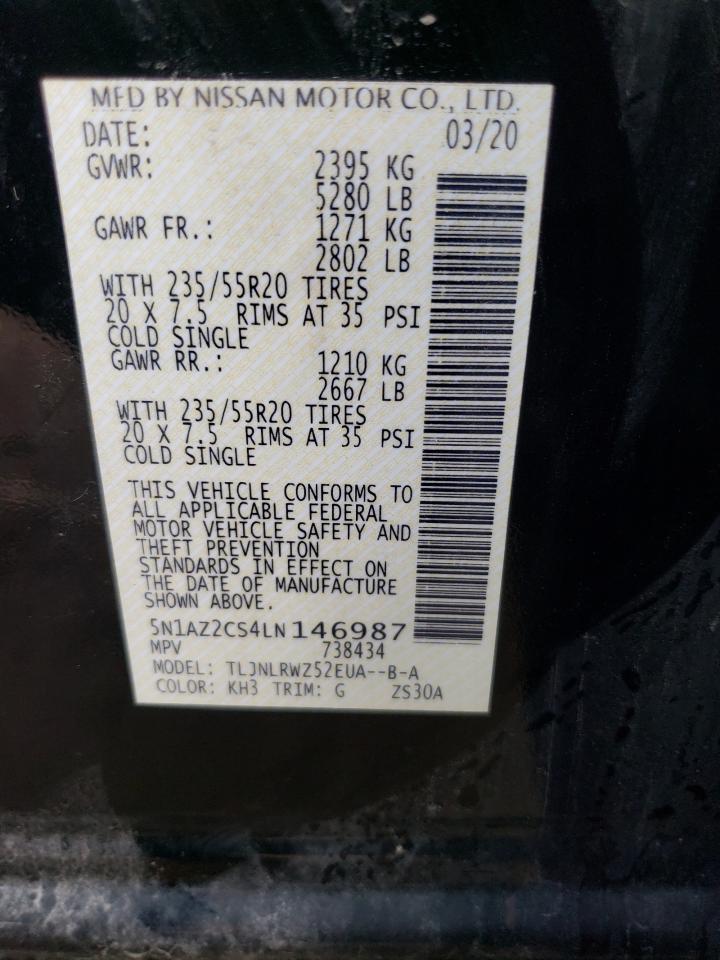 MFD BY NISSAN MOTOR CO., LTD.
DATE: 03/20
GVWR: 2395 KG
5280 LB
GAWR FR.: 1271 KG
2802 LB
WITH 235/55R20 TIRES
20 X 7.5 RIMS AT 35 PSI
COLD SINGLE
GAWR RR.: 1210 KG
2667 LB
WITH 235/55R20 TIRES
20 X 7.5 RIMS AT 35 PSI
COLD SINGLE
THIS VEHICLE CONFORMS TO
ALL APPLICABLE FEDERAL
MOTOR VEHICLE SAFETY AND
THEFT PREVENTION
STANDARDS IN EFFECT ON
THE DATE OF MANUFACTURE
SHOWN ABOVE.
5N1AZ2CS4LN146987
MPV 738434
MODEL: TLJNLRWZ52EUA--B-A
COLOR: KH3 TRIM: G ZS30A